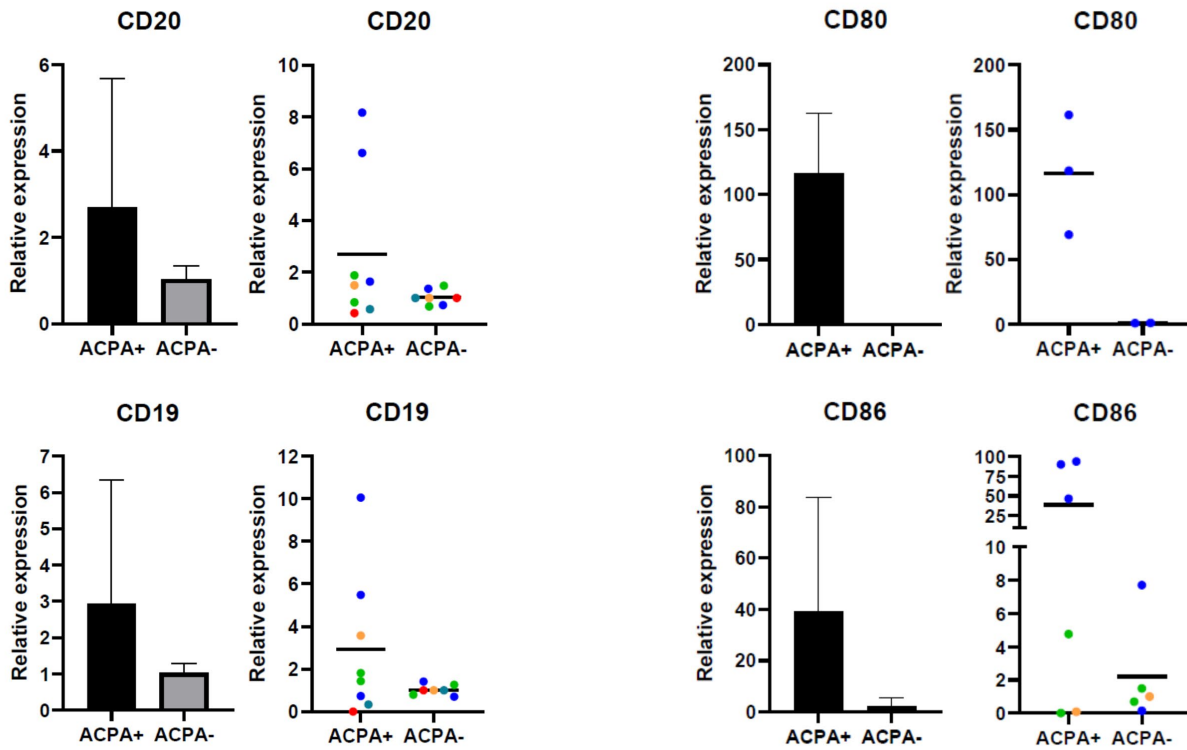 CD20
Relative expression
6
4
2
0
ACPA+ ACPA-
CD20
Relative expression
10
8
6
4
2
0
ACPA+ ACPA-
CD80
Relative expression
200
150
100
50
0
ACPA+ ACPA-
CD80
Relative expression
200
150
100
50
0
ACPA+ ACPA-
CD19
Relative expression
7
6
5
4
3
2
1
0
ACPA+ ACPA-
CD19
Relative expression
12
10
8
6
4
2
0
ACPA+ ACPA-
CD86
Relative expression
100
80
60
40
20
0
ACPA+ ACPA-
CD86
Relative expression
100
75
50
25
10
8
6
4
2
0
ACPA+ ACPA-